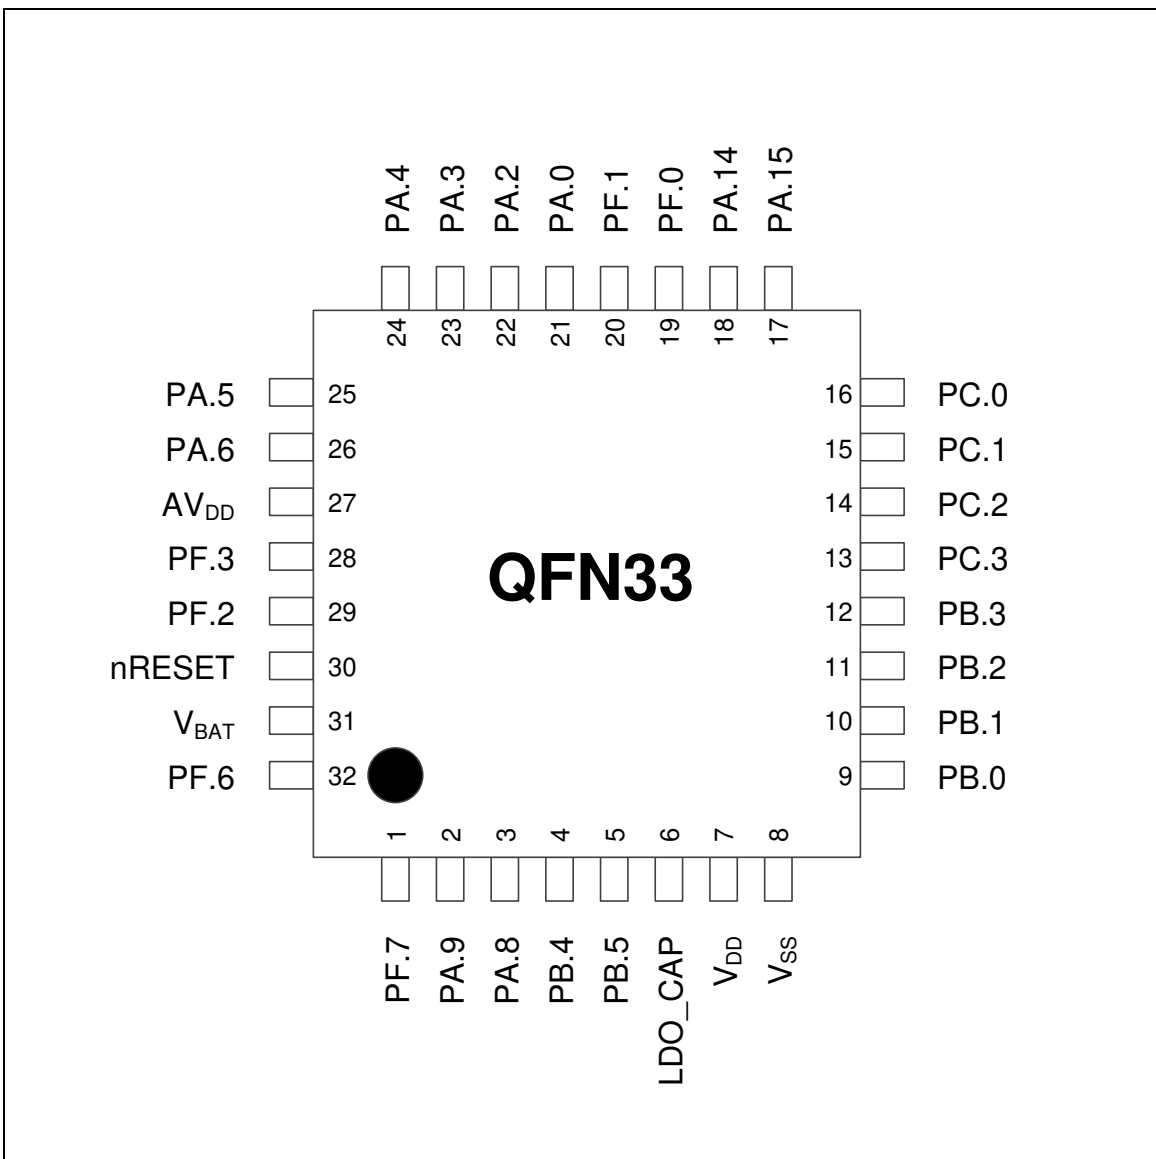 PA.4 PA.3 PA.2 PA.0 PF.1 PF.0 PA.14 PA.15
24 23 22 21 20 19 18 17
PA.5 25 16 PC.0
PA.6 26 15 PC.1
AVDD 27 14 PC.2
PF.3 28 13 PC.3
QFN33
PF.2 29 12 PB.3
nRESET 30 11 PB.2
VBAT 31 10 PB.1
PF.6 32 9 PB.0
1 2 3 4 5 6 7 8
PF.7 PA.9 PA.8 PB.4 PB.5 LDO_CAP VDD VSS